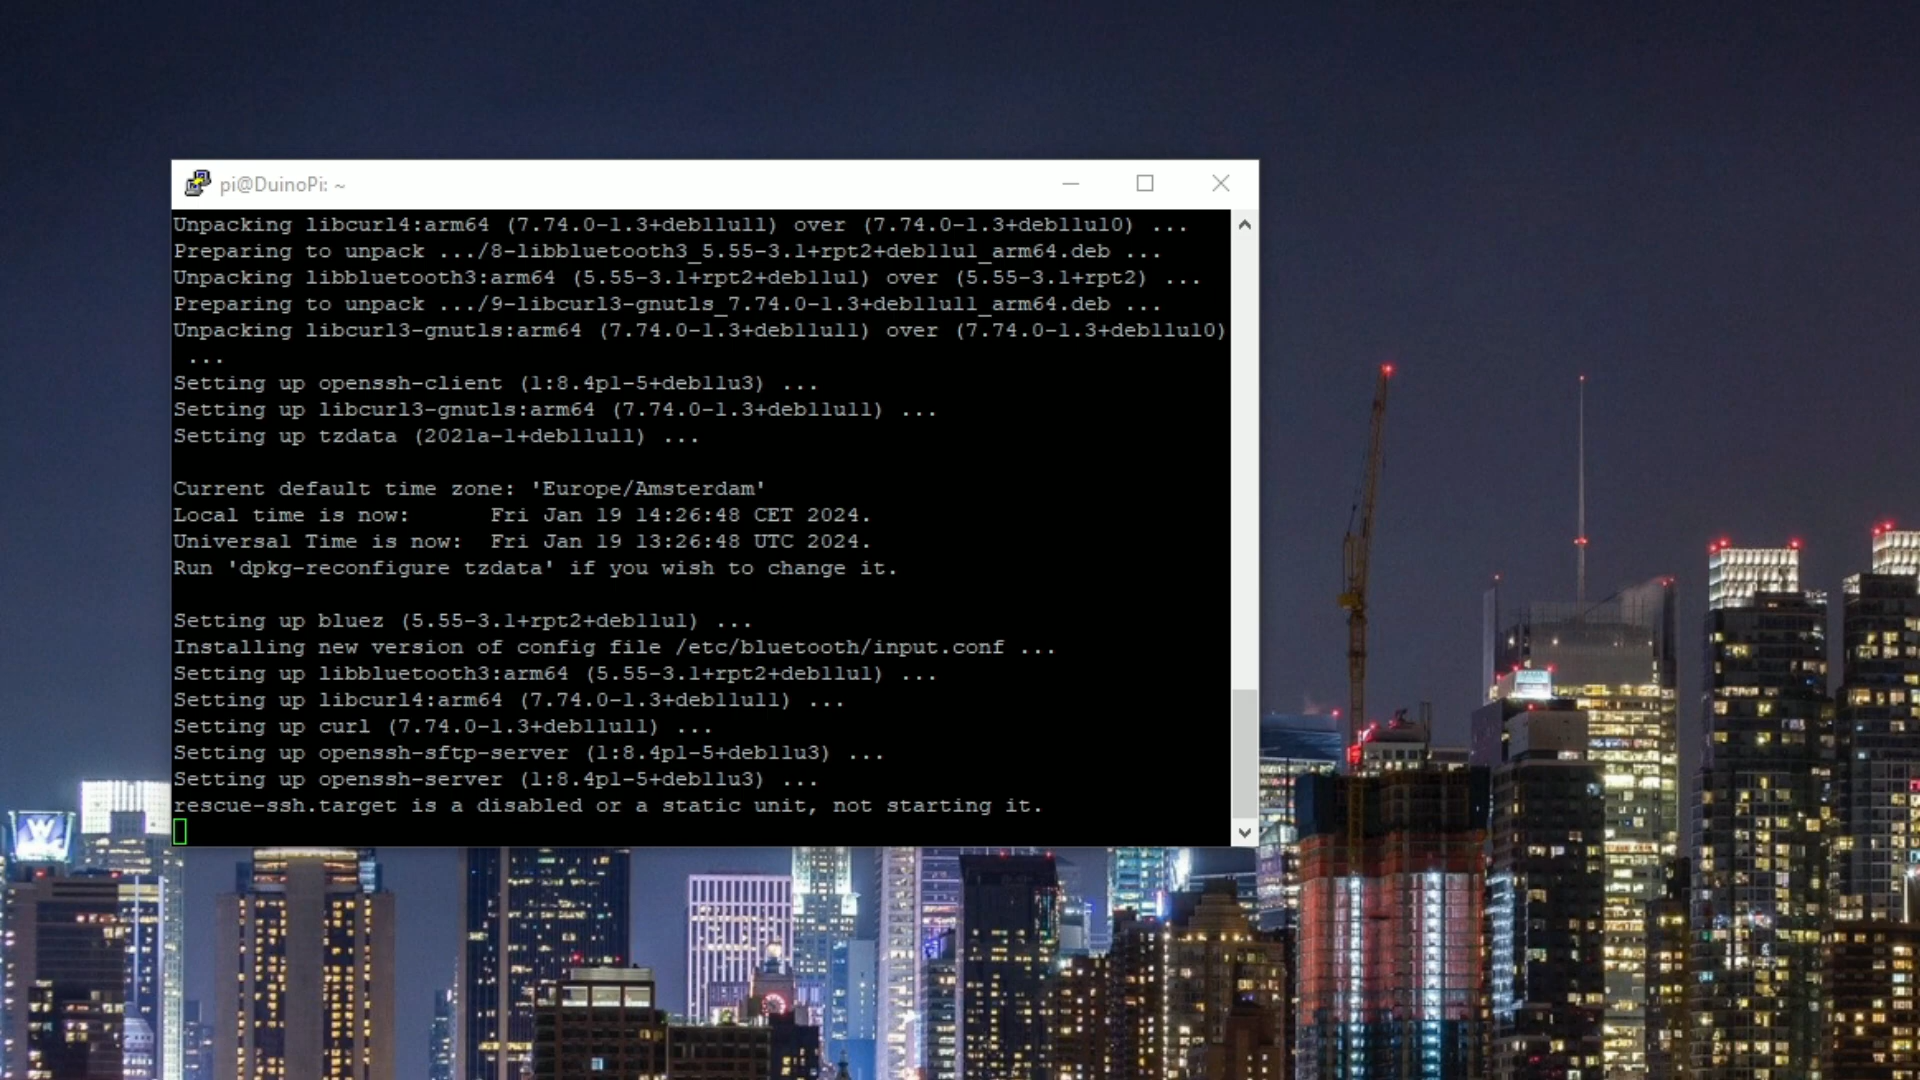 pi@DuinoPi: ~
Unpacking libcurl4:arm64 (7.74.0-1.3+deb11u11) over (7.74.0-1.3+deb11u10) ...
Preparing to unpack .../8-libbluetooth3_5.55-3.1+rpt2+deb11u1_arm64.deb ...
Unpacking libbluetooth3:arm64 (5.55-3.1+rpt2+deb11u1) over (5.55-3.1+rpt2) ...
Preparing to unpack .../9-libcurl3-gnutls_7.74.0-1.3+deb11u11_arm64.deb ...
Unpacking libcurl3-gnutls:arm64 (7.74.0-1.3+deb11u11) over (7.74.0-1.3+deb11u10)
...
Setting up openssh-client (1:8.4p1-5+deb11u3) ...
Setting up libcurl3-gnutls:arm64 (7.74.0-1.3+deb11u11) ...
Setting up tzdata (2021a-1+deb11u11) ...
Current default time zone: 'Europe/Amsterdam'
Local time is now:      Fri Jan 19 14:26:48 CET 2024.
Universal Time is now:  Fri Jan 19 13:26:48 UTC 2024.
Run 'dpkg-reconfigure tzdata' if you wish to change it.
Setting up bluez (5.55-3.1+rpt2+deb11u1) ...
Installing new version of config file /etc/bluetooth/input.conf ...
Setting up libbluetooth3:arm64 (5.55-3.1+rpt2+deb11u1) ...
Setting up libcurl4:arm64 (7.74.0-1.3+deb11u11) ...
Setting up curl (7.74.0-1.3+deb11u11) ...
Setting up openssh-sftp-server (1:8.4p1-5+deb11u3) ...
Setting up openssh-server (1:8.4p1-5+deb11u3) ...
rescue-ssh.target is a disabled or a static unit, not starting it.
W